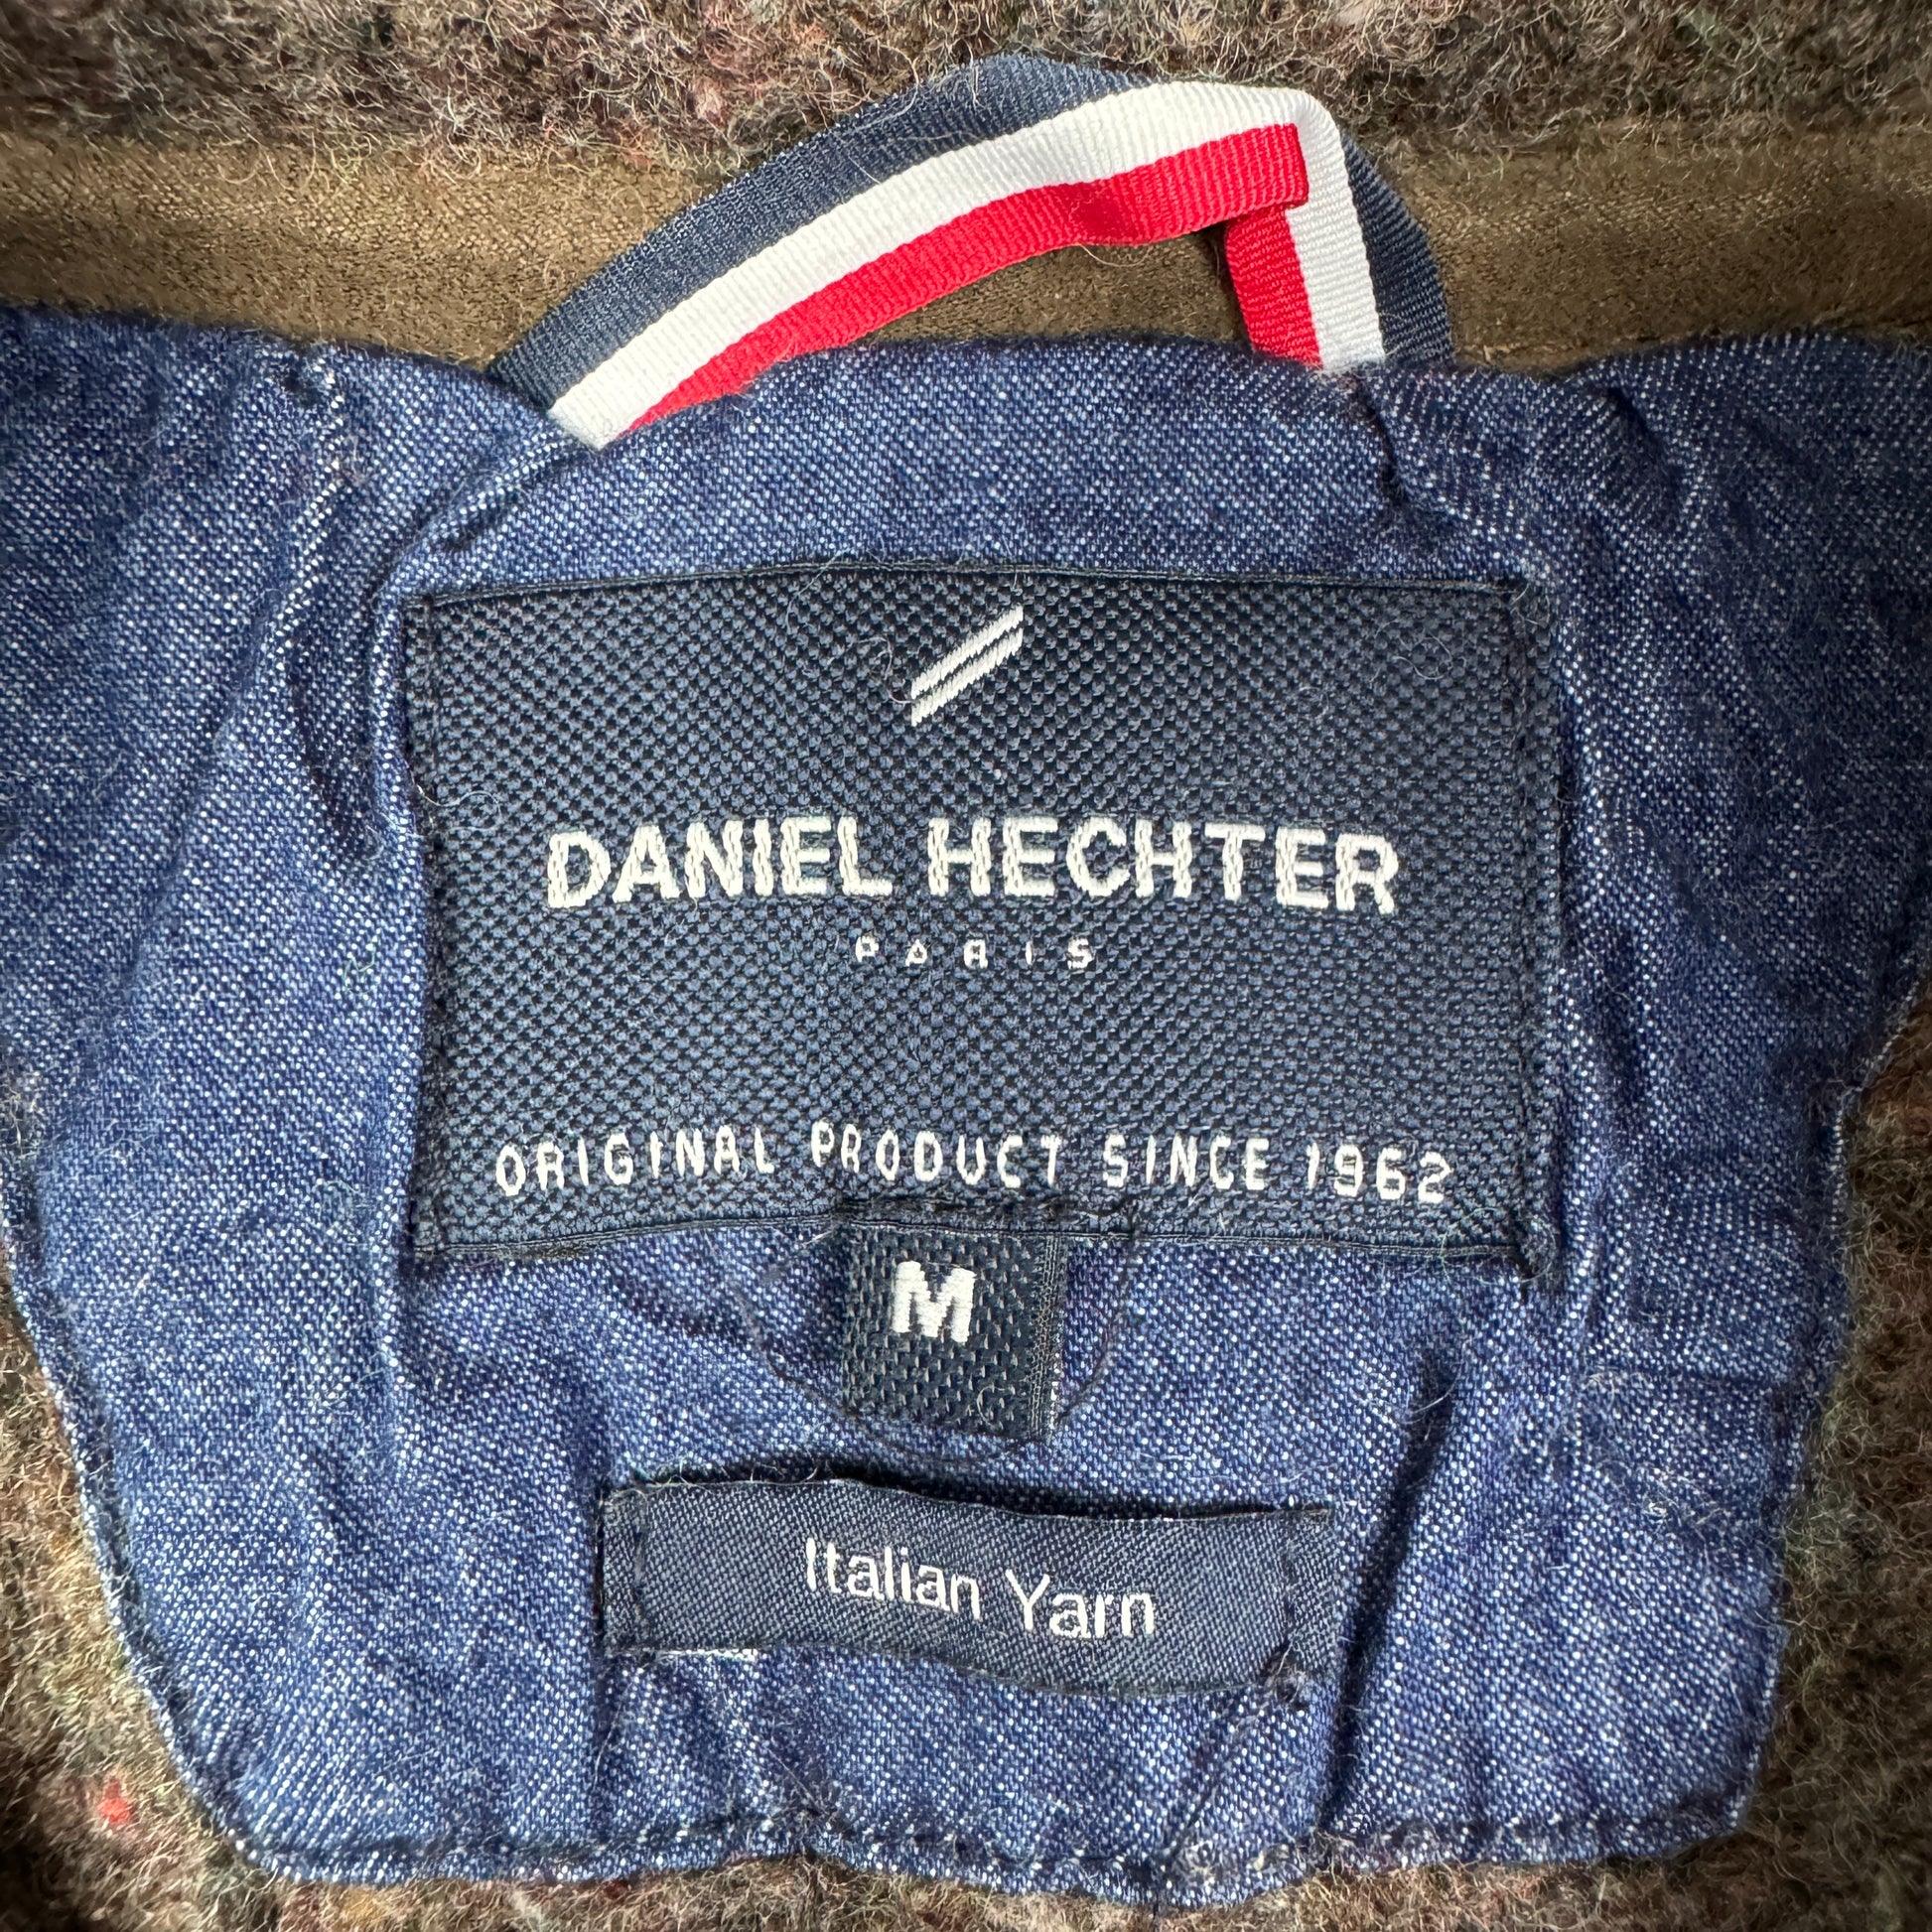 DANIEL HECHTER
PARIS
ORIGINAL PRODUCT SINCE 1962
M
Italian Yarn